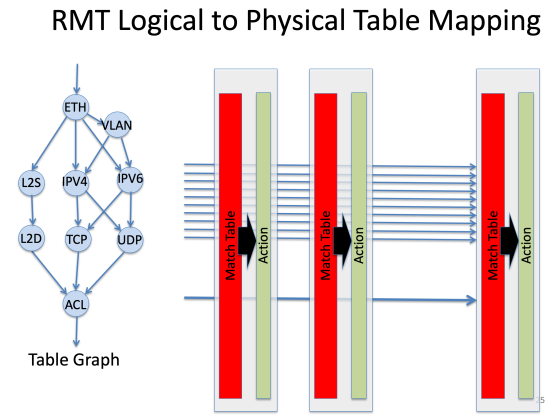 RMT Logical to Physical Table Mapping
ETH
VLAN
L2S
IPV4
IPV6
L2D
TCP
UDP
ACL
Table Graph
Match Table
Action
Match Table
Action
Match Table
Action